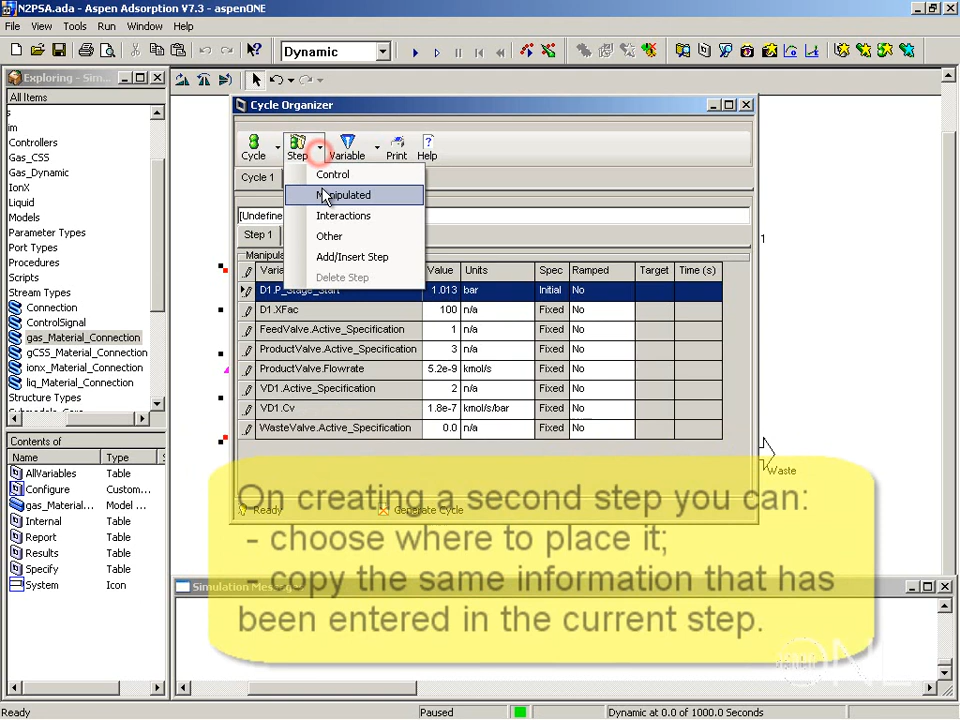 N2PSA.ada - Aspen Adsorption V7.3 - aspenONE
File View Tools Run Window Help
Dynamic
Exploring - Sim...
All Items
s
im
Controllers
Gas_CSS
Gas_Dynamic
IonX
Liquid
Models
Parameter Types
Port Types
Procedures
Scripts
Stream Types
Connection
ControlSignal
gas_Material_Connection
gCSS_Material_Connection
ionx_Material_Connection
liq_Material_Connection
Structure Types
Contents of
Name Type
AllVariables Table
Configure Custom...
gas_Material... Model ...
Internal Table
Report Table
Results Table
Specify Table
System Icon
Cycle Organizer
Cycle Step Variable Print Help
Cycle 1
Control
Manipulated
Interactions
Other
Add/Insert Step
Delete Step
[Undefine
Step 1
Manipula
Varia Value Units Spec Ramped Target Time (s)
D1.P_Stage_Start 1.013 bar Initial No
D1.XFac 100 n/a Fixed No
FeedValve.Active_Specification 1 n/a Fixed No
ProductValve.Active_Specification 3 n/a Fixed No
ProductValve.Flowrate 5.2e-9 kmol/s Fixed No
VD1.Active_Specification 2 n/a Fixed No
VD1.Cv 1.8e-7 kmol/s/bar Fixed No
WasteValve.Active_Specification 0.0 n/a Fixed No
Ready Generate Cycle
1
Waste
On creating a second step you can:
- choose where to place it;
- copy the same information that has
been entered in the current step.
Simulation Messages
Ready Paused Dynamic at 0.0 of 1000.0 Seconds